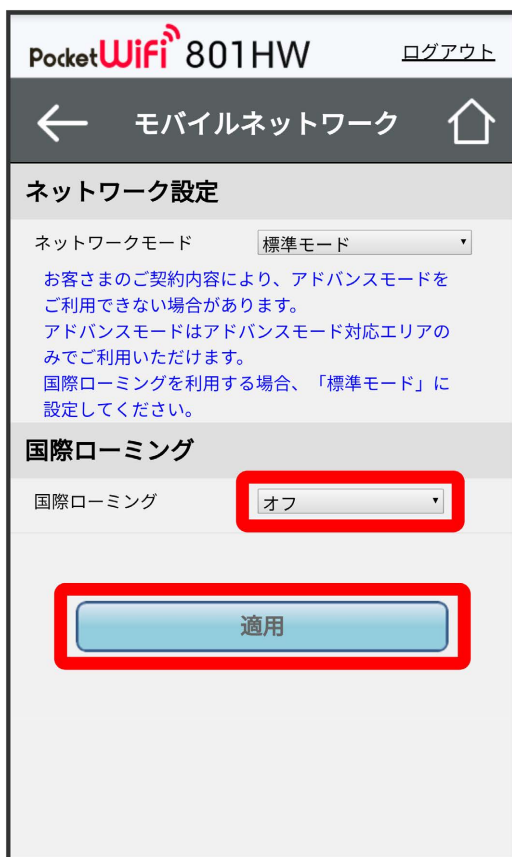 Pocket WiFi 801HW ログアウト
モバイルネットワーク
ネットワーク設定
ネットワークモード 標準モード
お客さまのご契約内容により、アドバンスモードを
ご利用できない場合があります。
アドバンスモードはアドバンスモード対応エリアの
みでご利用いただけます。
国際ローミングを利用する場合、「標準モード」に
設定してください。
国際ローミング
国際ローミング オフ
適用